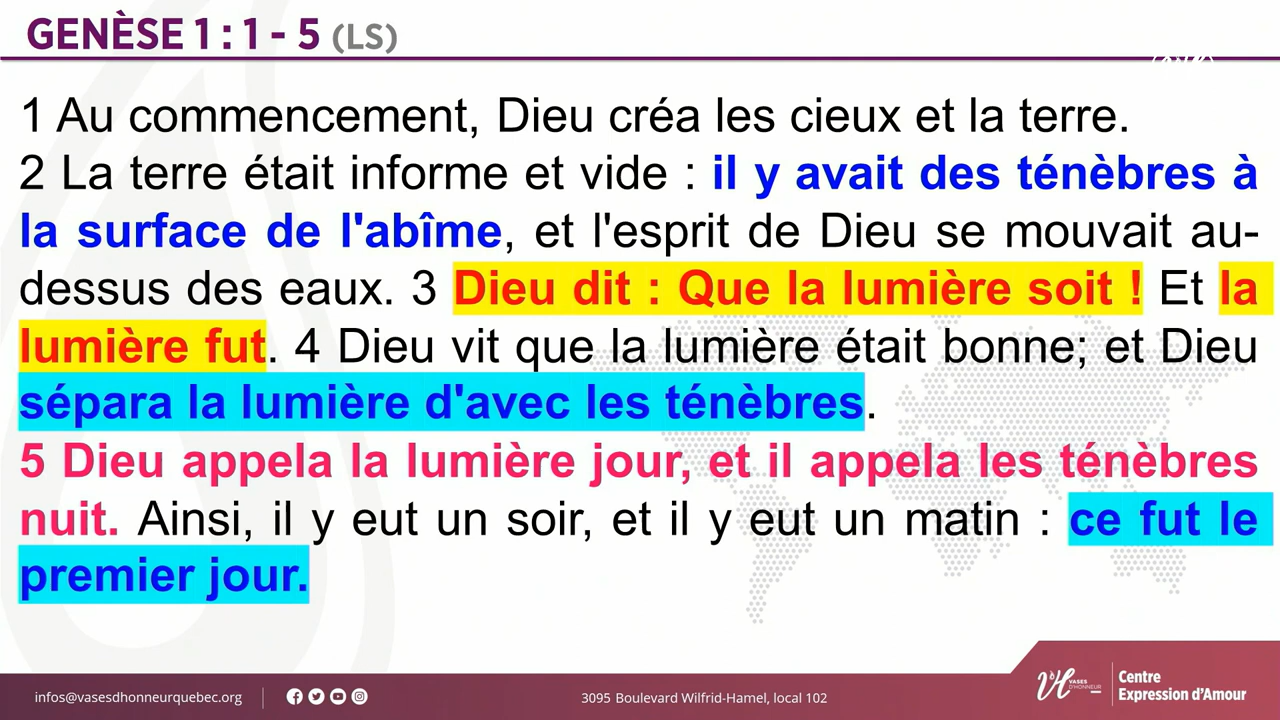 GENÈSE 1 : 1 - 5 (LS)
1 Au commencement, Dieu créa les cieux et la terre.
2 La terre était informe et vide : il y avait des ténèbres à
la surface de l'abîme, et l'esprit de Dieu se mouvait au-
dessus des eaux. 3 Dieu dit : Que la lumière soit ! Et la
lumière fut. 4 Dieu vit que la lumière était bonne; et Dieu
sépara la lumière d'avec les ténèbres.
5 Dieu appela la lumière jour, et il appela les ténèbres
nuit. Ainsi, il y eut un soir, et il y eut un matin : ce fut le
premier jour.
infos@vasesdhonneurquebec.org
3095 Boulevard Wilfrid-Hamel, local 102
VASES
D'HONNEUR
Centre
Expression d'Amour